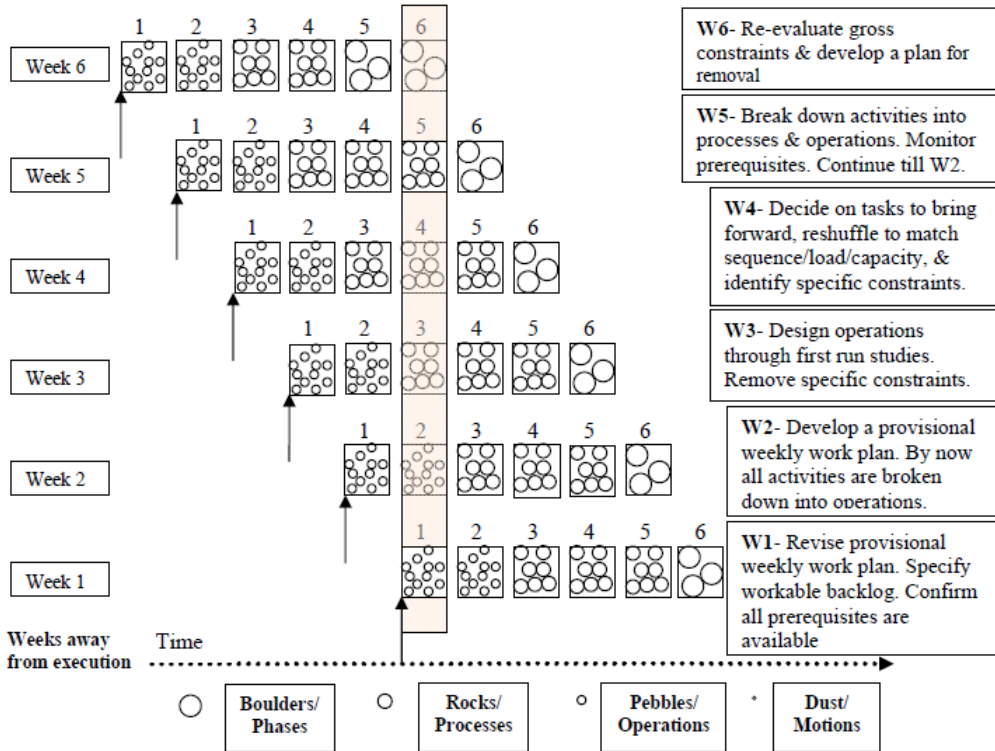 1 2 3 4 5 6
Week 6
W6- Re-evaluate gross
constraints & develop a plan for
removal
1 2 3 4 5 6
Week 5
W5- Break down activities into
processes & operations. Monitor
prerequisites. Continue till W2.
1 2 3 4 5 6
Week 4
W4- Decide on tasks to bring
forward, reshuffle to match
sequence/load/capacity, &
identify specific constraints.
1 2 3 4 5 6
Week 3
W3- Design operations
through first run studies.
Remove specific constraints.
1 2 3 4 5 6
Week 2
W2- Develop a provisional
weekly work plan. By now
all activities are broken
down into operations.
1 2 3 4 5 6
Week 1
W1- Revise provisional
weekly work plan. Specify
workable backlog. Confirm
all prerequisites are
available
Weeks away
from execution
Time
Boulders/
Phases
Rocks/
Processes
Pebbles/
Operations
Dust/
Motions